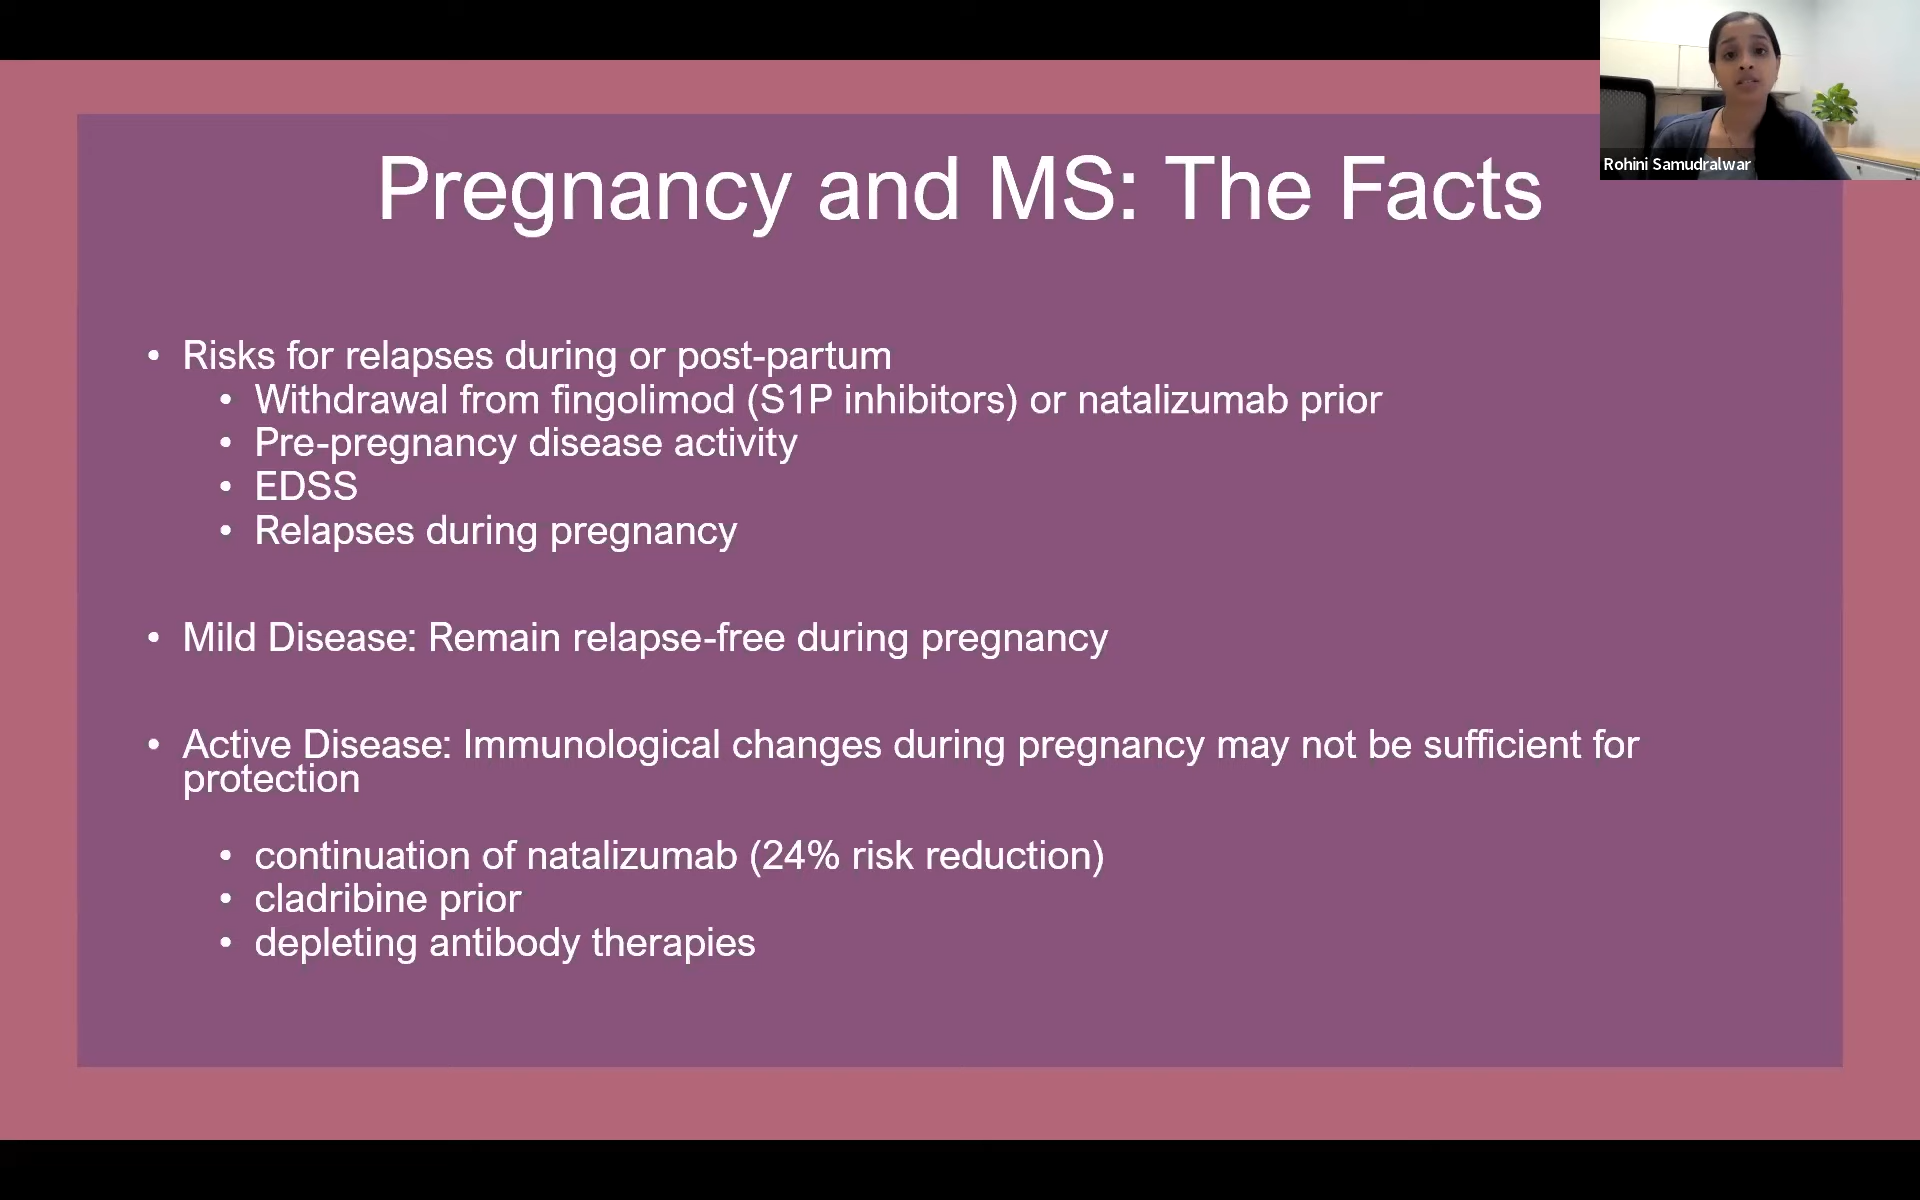 Rohini Samudralwar
Pregnancy and MS: The Facts
• Risks for relapses during or post-partum
• Withdrawal from fingolimod (S1P inhibitors) or natalizumab prior
• Pre-pregnancy disease activity
• EDSS
• Relapses during pregnancy
• Mild Disease: Remain relapse-free during pregnancy
• Active Disease: Immunological changes during pregnancy may not be sufficient for
protection
• continuation of natalizumab (24% risk reduction)
• cladribine prior
• depleting antibody therapies